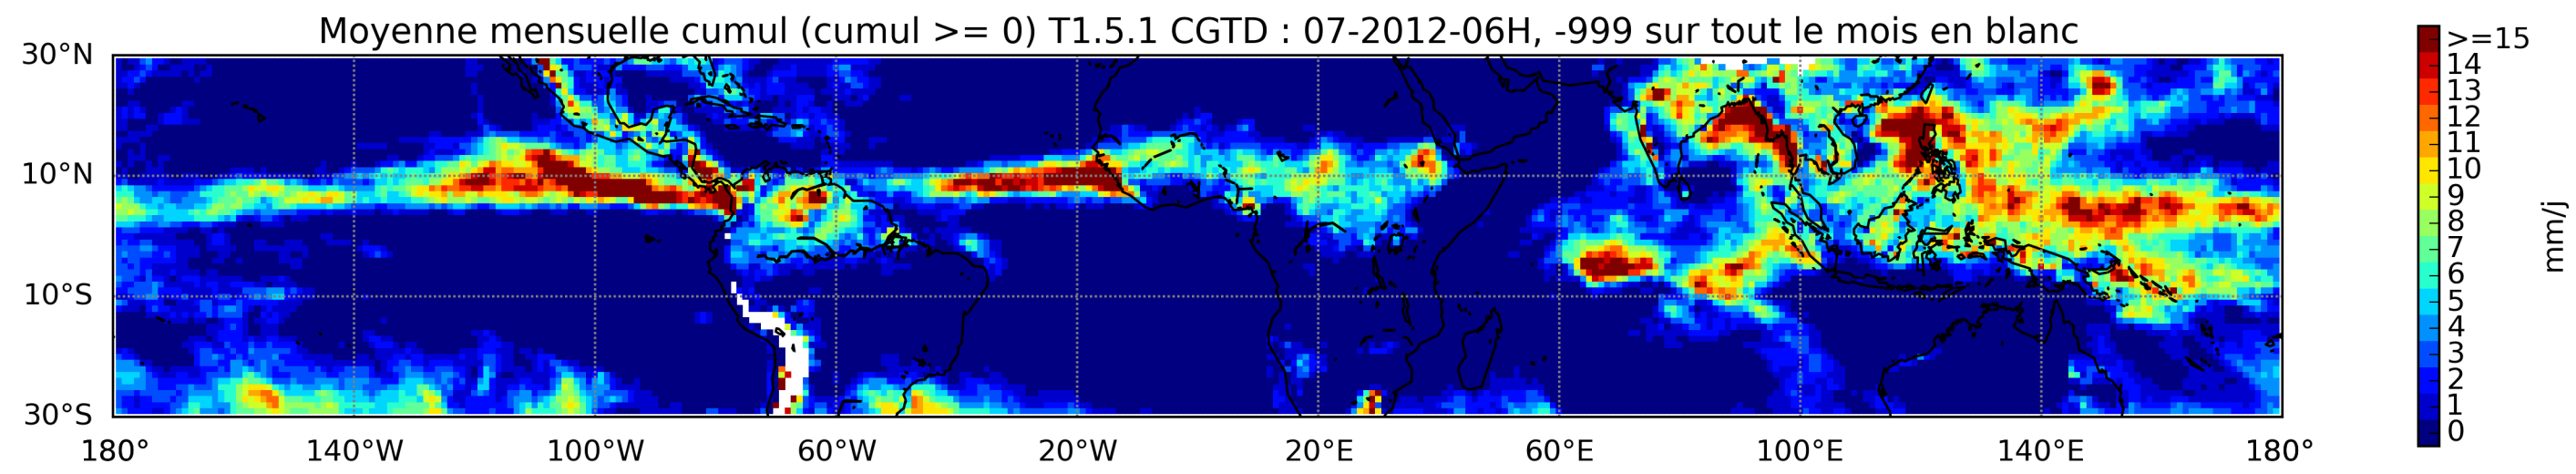 Moyenne mensuelle cumul (cumul >= 0) T1.5.1 CGTD : 07-2012-06H, -999 sur tout le mois en blanc
30°N
10°N
10°S
30°S
180°
140°W
100°W
60°W
20°W
20°E
60°E
100°E
140°E
180°
>=15
14
13
12
11
10
9
8
7
6
5
4
3
2
1
0
mm/j